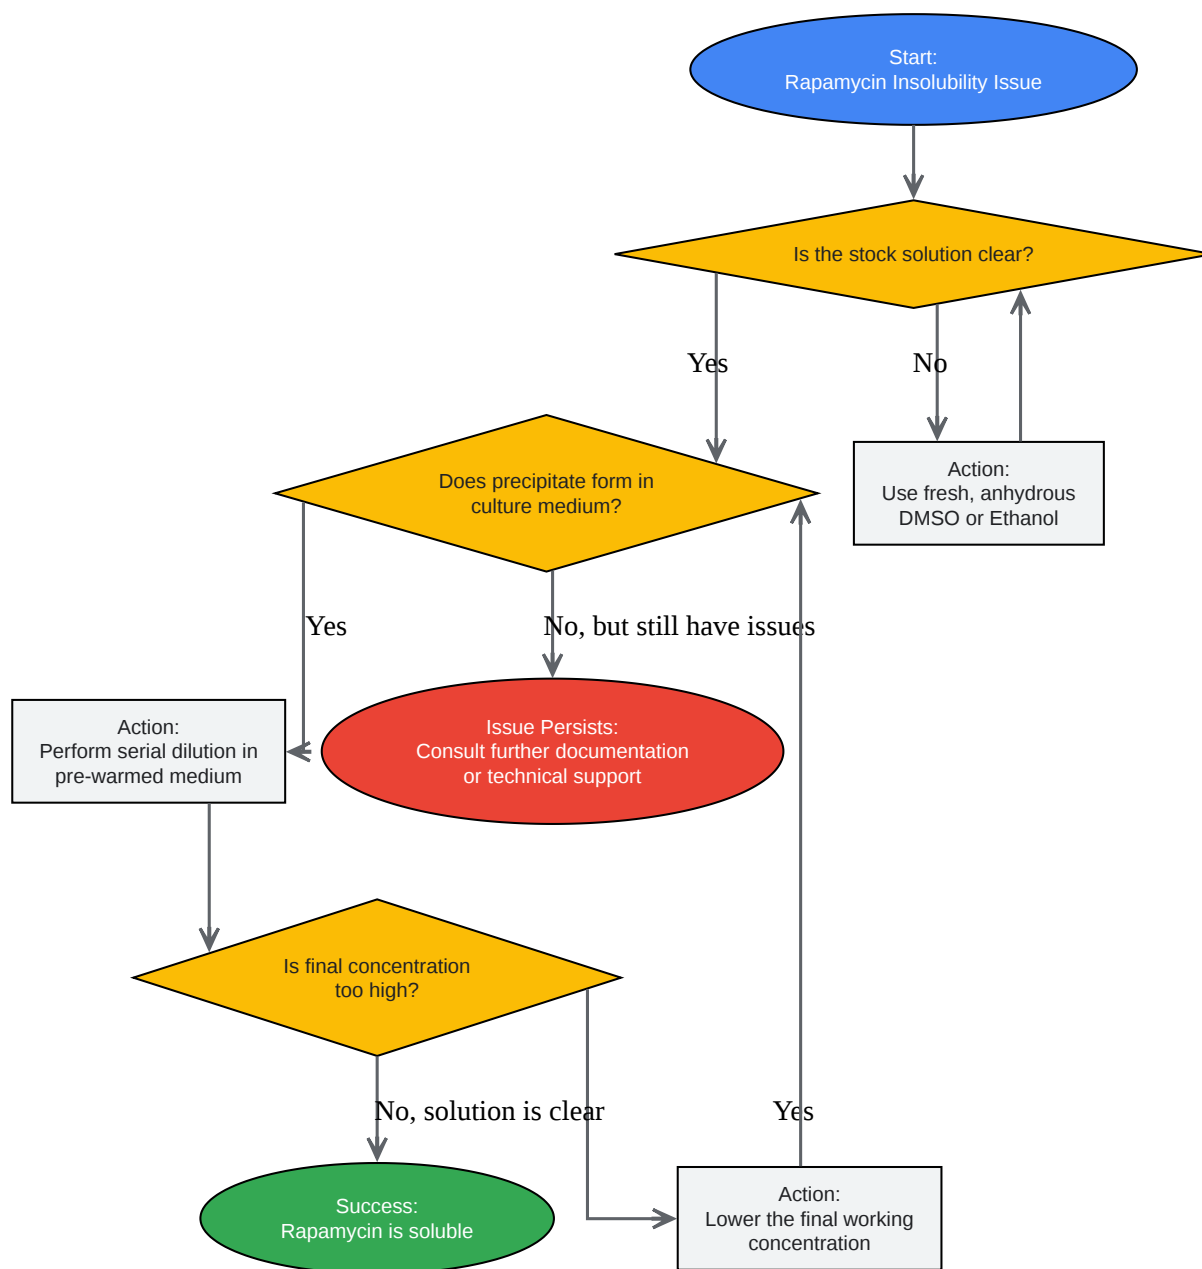 Start:
Rapamycin Insolubility Issue
Is the stock solution clear?
Yes
No
Action:
Use fresh, anhydrous
DMSO or Ethanol
Does precipitate form in
culture medium?
Yes
No, but still have issues
Action:
Perform serial dilution in
pre-warmed medium
Issue Persists:
Consult further documentation
or technical support
Is final concentration
too high?
No, solution is clear
Yes
Success:
Rapamycin is soluble
Action:
Lower the final working
concentration